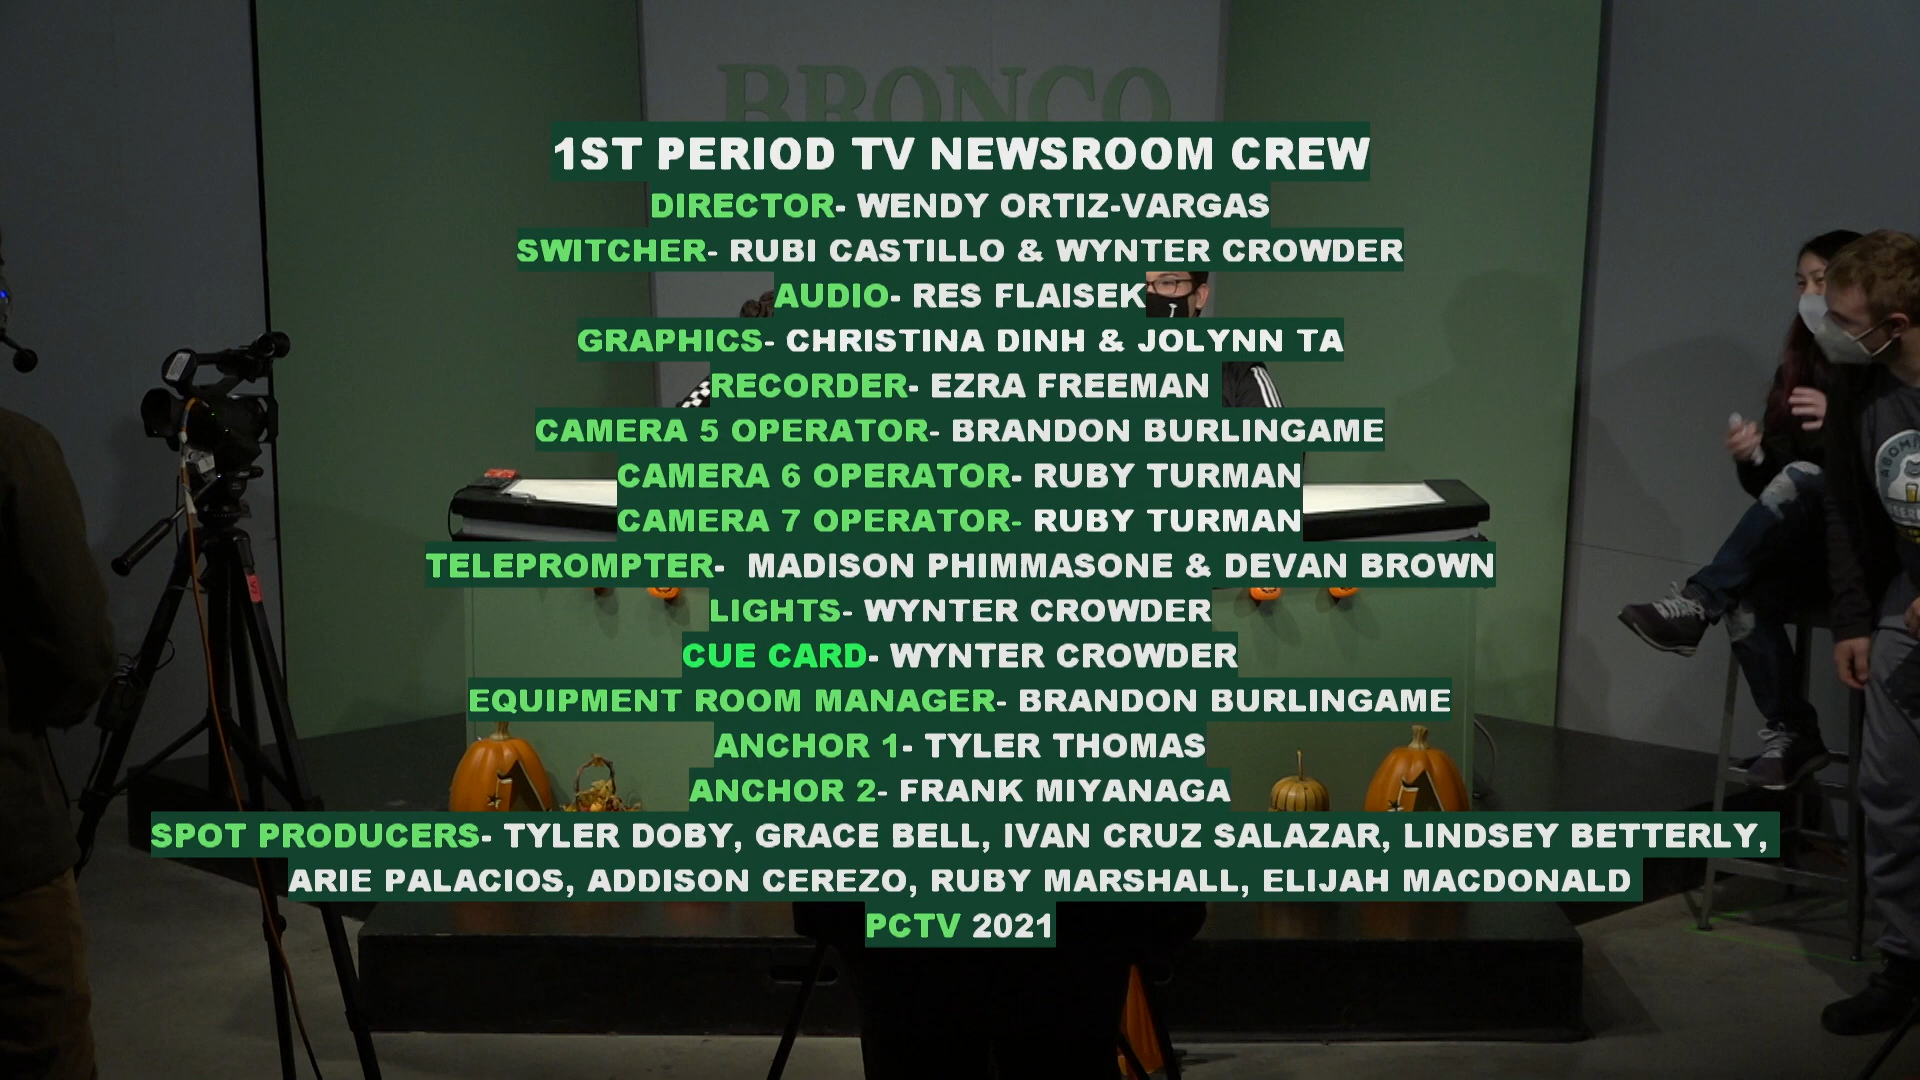 BRONCO
1ST PERIOD TV NEWSROOM CREW
DIRECTOR- WENDY ORTIZ-VARGAS
SWITCHER- RUBI CASTILLO & WYNTER CROWDER
AUDIO- RES FLAISEK
GRAPHICS- CHRISTINA DINH & JOLYNN TA
RECORDER- EZRA FREEMAN
CAMERA 5 OPERATOR- BRANDON BURLINGAME
CAMERA 6 OPERATOR- RUBY TURMAN
CAMERA 7 OPERATOR- RUBY TURMAN
TELEPROMPTER- MADISON PHIMMASONE & DEVAN BROWN
LIGHTS- WYNTER CROWDER
CUE CARD- WYNTER CROWDER
EQUIPMENT ROOM MANAGER- BRANDON BURLINGAME
ANCHOR 1- TYLER THOMAS
ANCHOR 2- FRANK MIYANAGA
SPOT PRODUCERS- TYLER DOBY, GRACE BELL, IVAN CRUZ SALAZAR, LINDSEY BETTERLY,
ARIE PALACIOS, ADDISON CEREZO, RUBY MARSHALL, ELIJAH MACDONALD
PCTV 2021